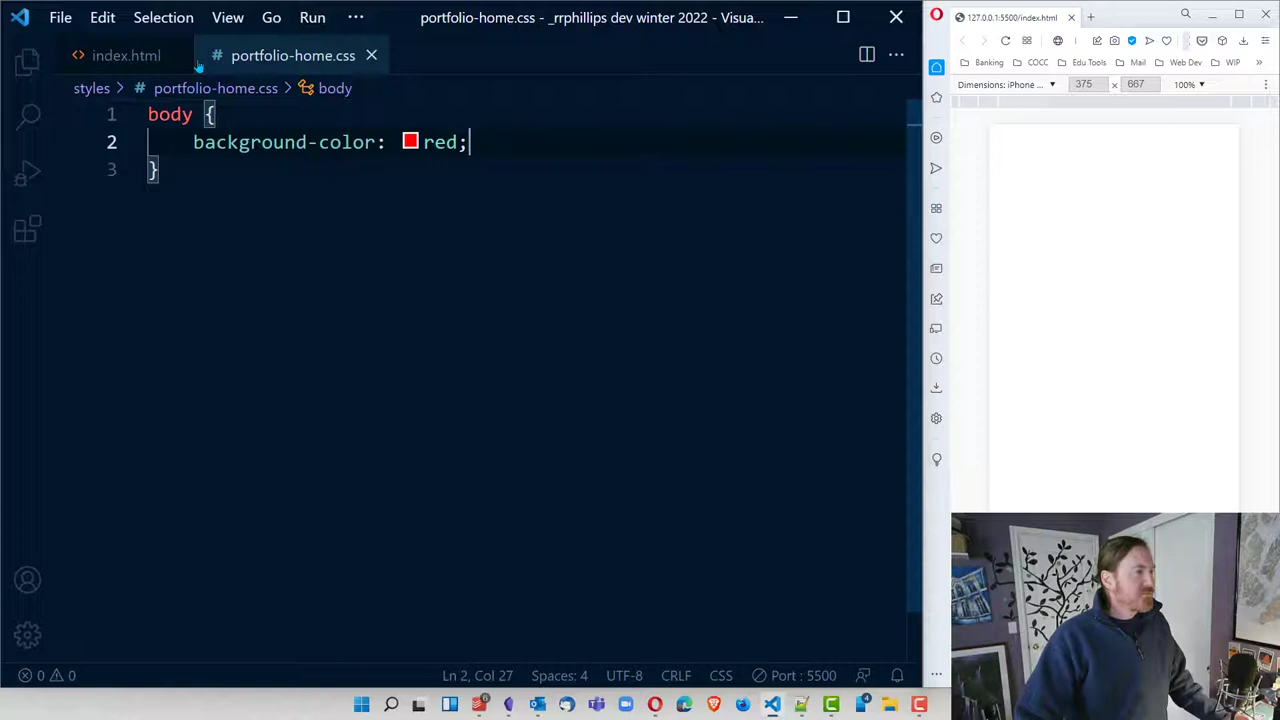 File Edit Selection View Go Run ··· portfolio-home.css - _rrphillips dev winter 2022 - Visua...
127.0.0.1:5500/index.html
index.html # portfolio-home.css
Banking COCC Edu Tools Mail Web Dev WIP »
styles > # portfolio-home.css > body
Dimensions: iPhone ... 375 x 667 100%
1 body {
2 background-color: red;
3 }
0 0 Ln 2, Col 27 Spaces: 4 UTF-8 CRLF CSS Port : 5500